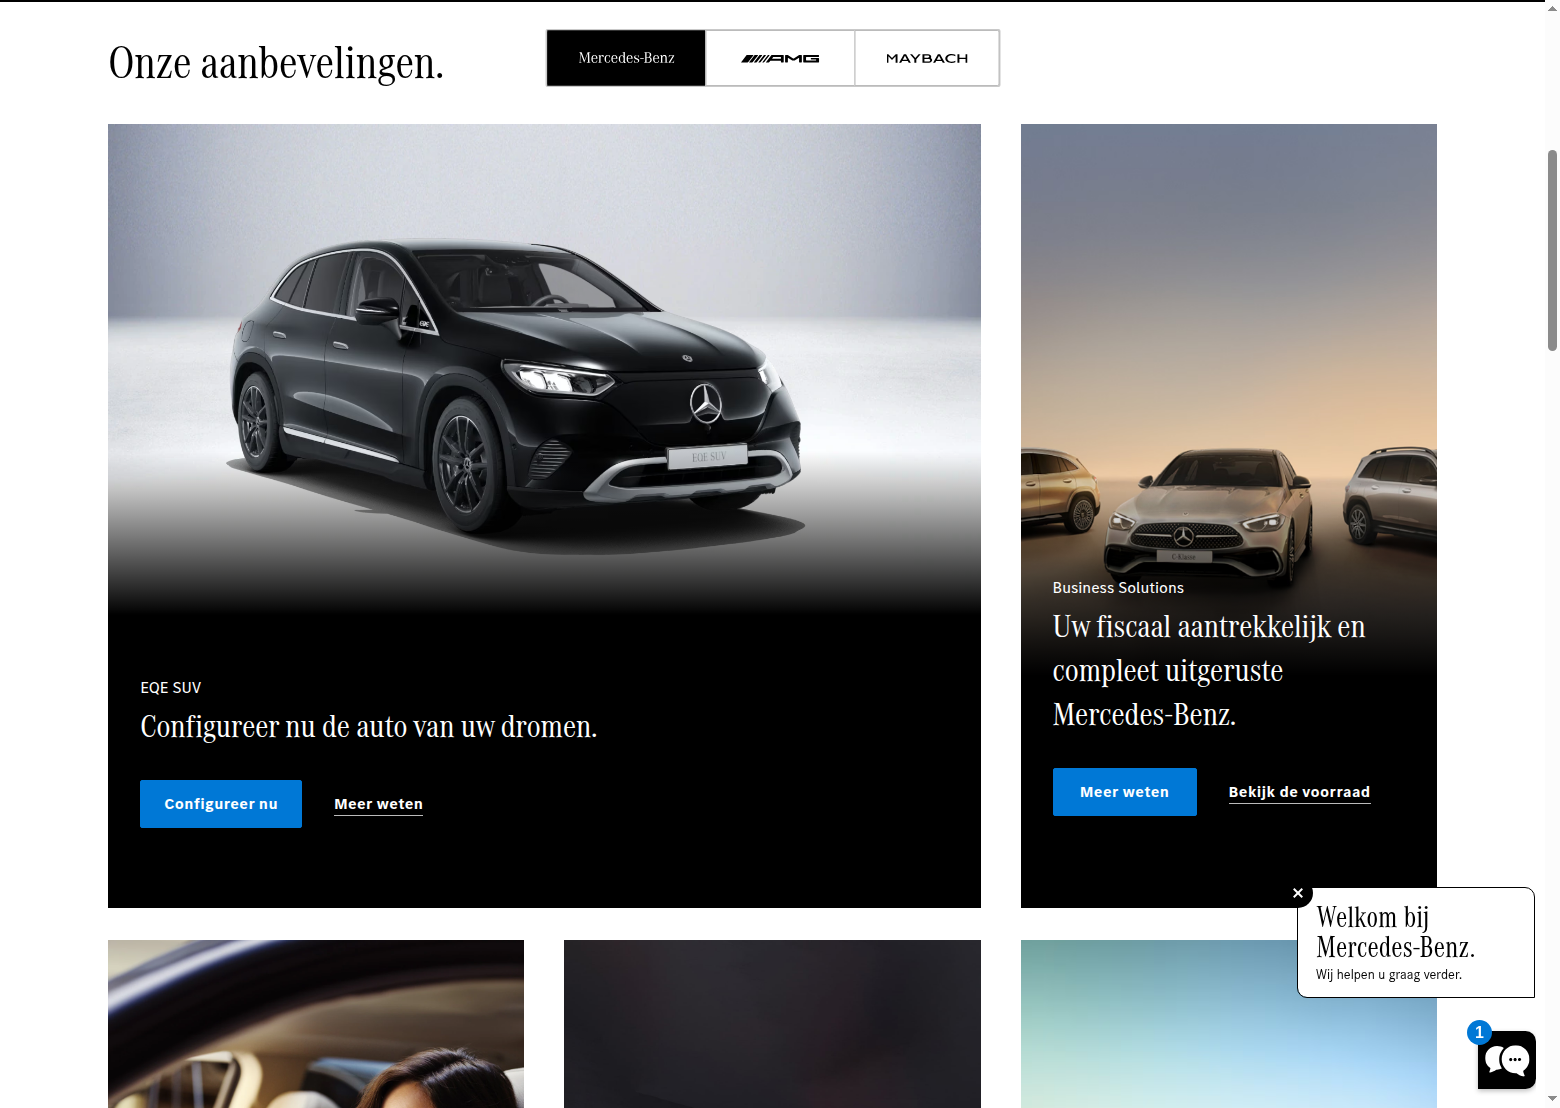 Onze aanbevelingen.
Mercedes-Benz
AMG
MAYBACH
EQE SUV
EQE SUV
Configureer nu de auto van uw dromen.
Configureer nu
Meer weten
C-Klasse
Business Solutions
Uw fiscaal aantrekkelijk en
compleet uitgeruste
Mercedes-Benz.
Meer weten
Bekijk de voorraad
Welkom bij
Mercedes-Benz.
Wij helpen u graag verder.
1